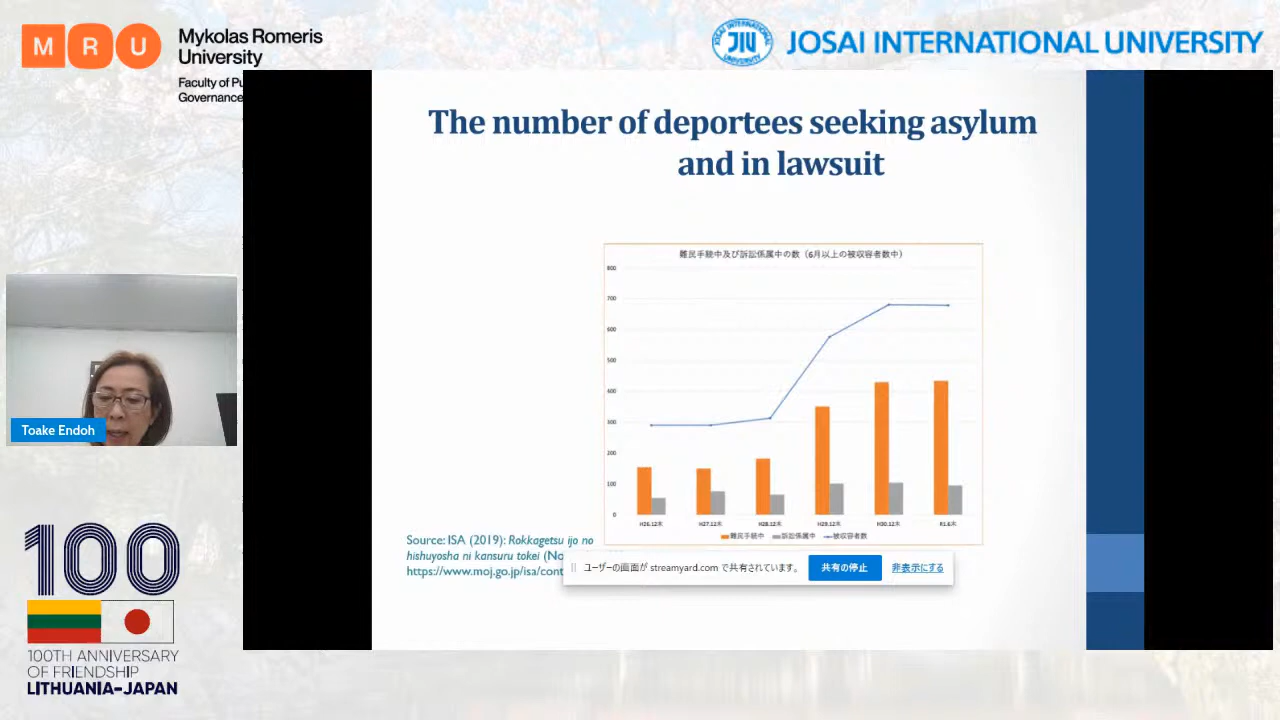 MRU
Mykolas Romeris
University
Faculty of Pu
Governance
JIU
JOSAI INTERNATIONAL UNIVERSITY
The number of deportees seeking asylum
and in lawsuit
難民手続中及び訴訟係属中の数（6月以上の被収容者数中）
800
700
600
500
400
300
200
100
0
H26.12末 H27.12末 H28.12末 H29.12末 H30.12末 R1.6末
難民手続中 訴訟係属中 被収容者数
Toake Endoh
Source: ISA (2019): Rokkagetsu ijo no
hishuyosha ni kansuru tokei (No
https://www.moj.go.jp/isa/cont
ユーザーの画面が streamyard.com で共有されています。 共有の停止 非表示にする
100
100TH ANNIVERSARY
OF FRIENDSHIP
LITHUANIA–JAPAN